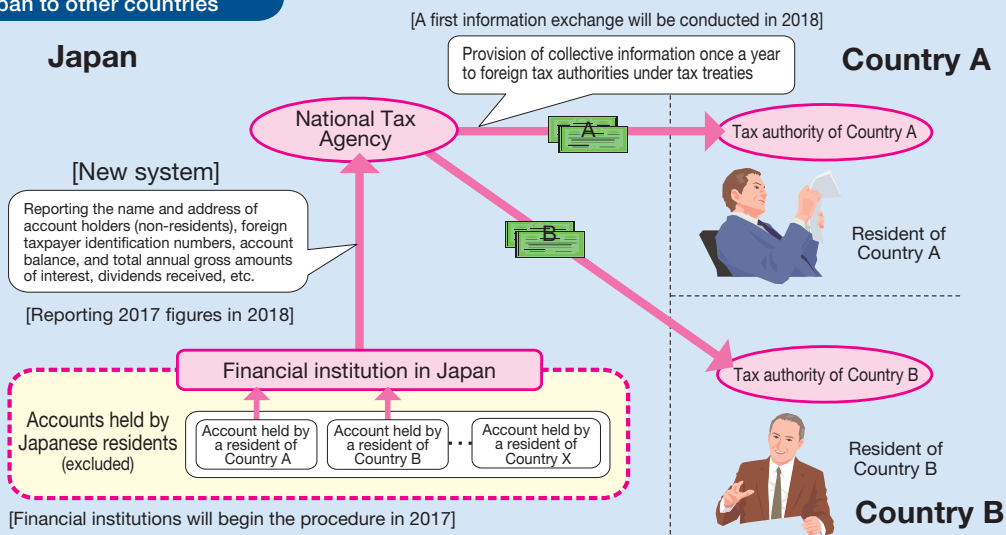 to other countries
[A first information exchange will be conducted in 2018]
Japan
Provision of collective information once a year
to foreign tax authorities under tax treaties
Country A
National Tax
Agency
A
Tax authority of Country A
[New system]
Reporting the name and address of
account holders (non-residents), foreign
taxpayer identification numbers, account
balance, and total annual gross amounts
of interest, dividends received, etc.
B
Resident of
Country A
[Reporting 2017 figures in 2018]
Financial institution in Japan
Tax authority of Country B
Accounts held by
Japanese residents
(excluded)
Account held by
a resident of
Country A
Account held by
a resident of
Country B
···
Account held by
a resident of
Country X
Resident of
Country B
Country B
[Financial institutions will begin the procedure in 2017]